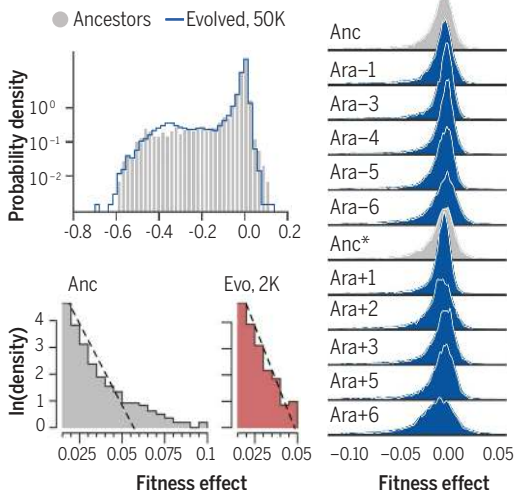 Ancestors
Evolved, 50K
Probability density
10⁰
10⁻¹
10⁻²
-0.8 -0.6 -0.4 -0.2 0.0 0.2
Anc
Evo, 2K
ln(density)
4
3
2
1
0
0.025 0.05 0.075 0.1
0.025 0.05
Fitness effect
Anc
Ara−1
Ara−3
Ara−4
Ara−5
Ara−6
Anc*
Ara+1
Ara+2
Ara+3
Ara+5
Ara+6
−0.10 −0.05 0.00 0.05
Fitness effect